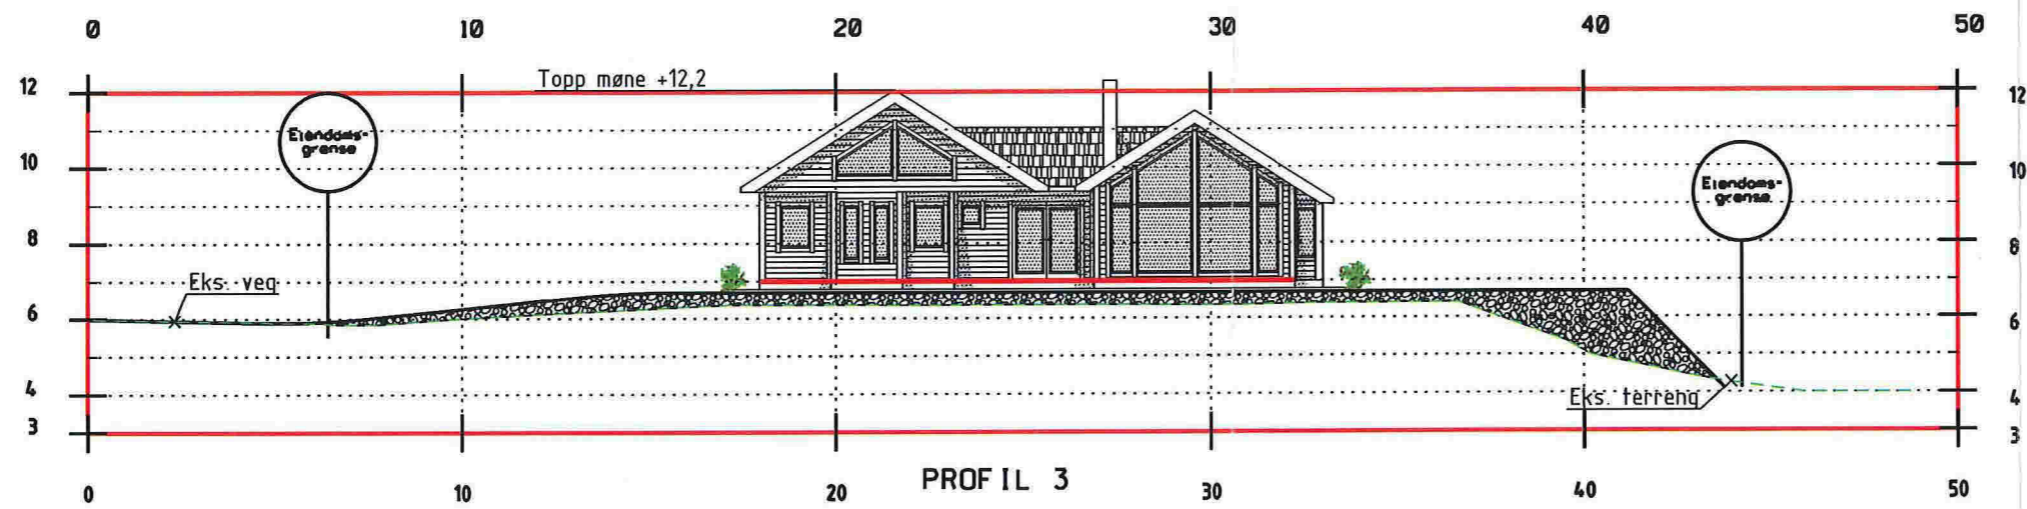 0 10 20 30 40 50
Topp møne +12,2
12 12
Eiendoms-
grense
10 10
Eiendoms-
grense
8 8
Eks. veg
6 6
4 4
Eks. terreng
3 3
PROFIL 3
0 10 20 30 40 50